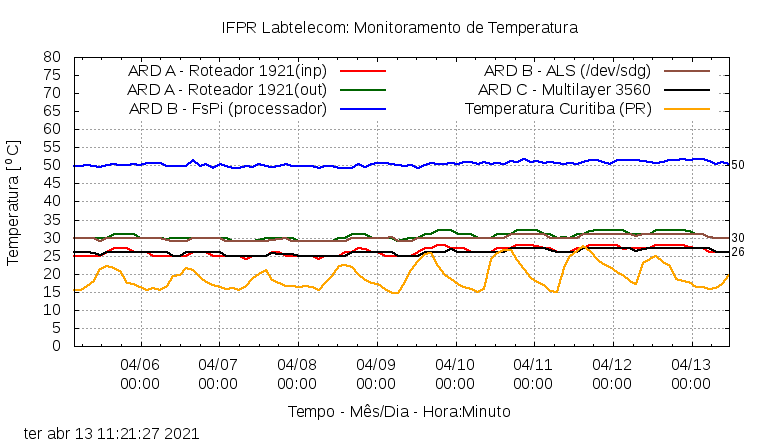 IFPR Labtelecom: Monitoramento de Temperatura
Temperatura [ºC]
80
75
70
65
60
55
50
45
40
35
30
25
20
15
10
5
0
ARD A - Roteador 1921(inp)
ARD A - Roteador 1921(out)
ARD B - FsPi (processador)
ARD B - ALS (/dev/sdg)
ARD C - Multilayer 3560
Temperatura Curitiba (PR)
50
30
26
04/06 04/07 04/08 04/09 04/10 04/11 04/12 04/13
00:00 00:00 00:00 00:00 00:00 00:00 00:00 00:00
Tempo - Mês/Dia - Hora:Minuto
ter abr 13 11:21:27 2021